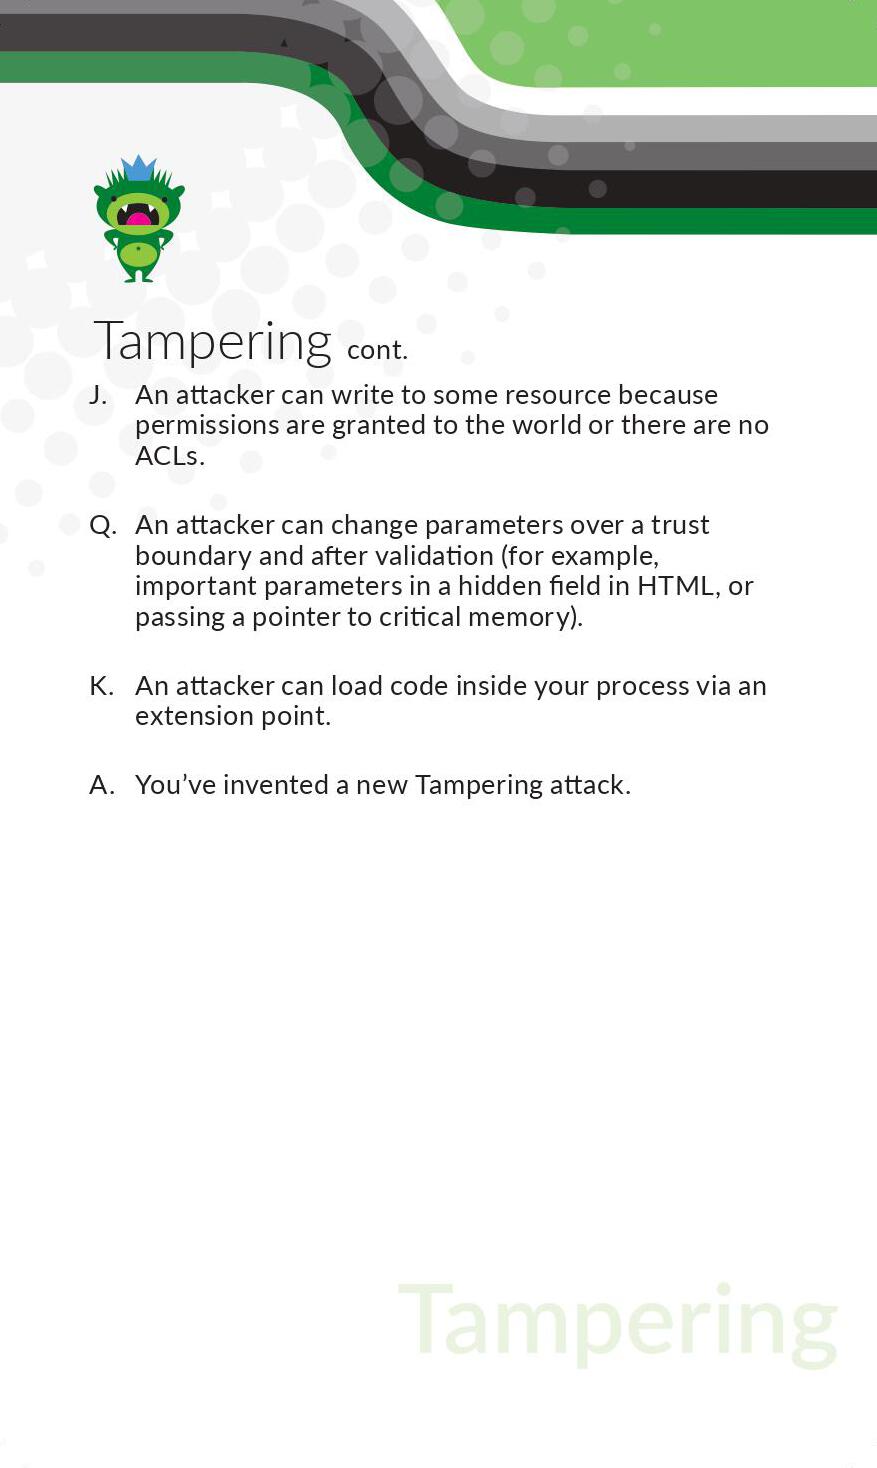 Tampering cont.
J. An attacker can write to some resource because
permissions are granted to the world or there are no
ACLs.
Q. An attacker can change parameters over a trust
boundary and after validation (for example,
important parameters in a hidden field in HTML, or
passing a pointer to critical memory).
K. An attacker can load code inside your process via an
extension point.
A. You’ve invented a new Tampering attack.
Tampering